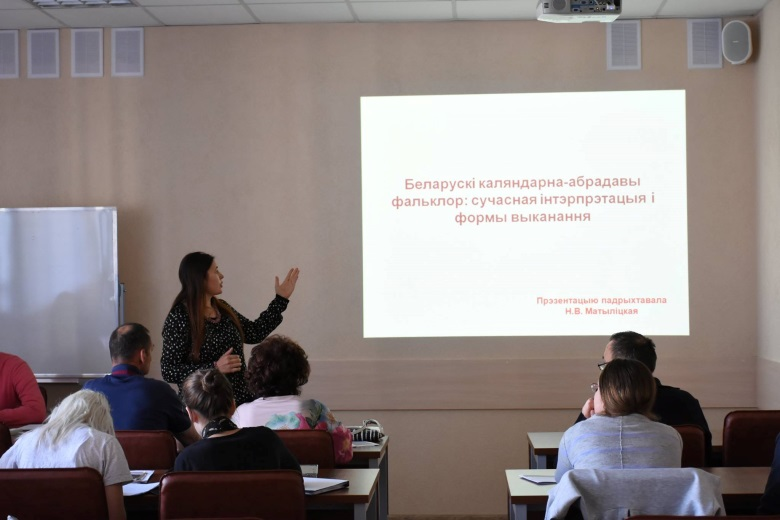 Беларускі каляндарна-абрадавы
фальклор: сучасная інтэрпрэтацыя і
формы выканання
Прэзентацыю падрыхтавала
Н.В. Матыліцкая